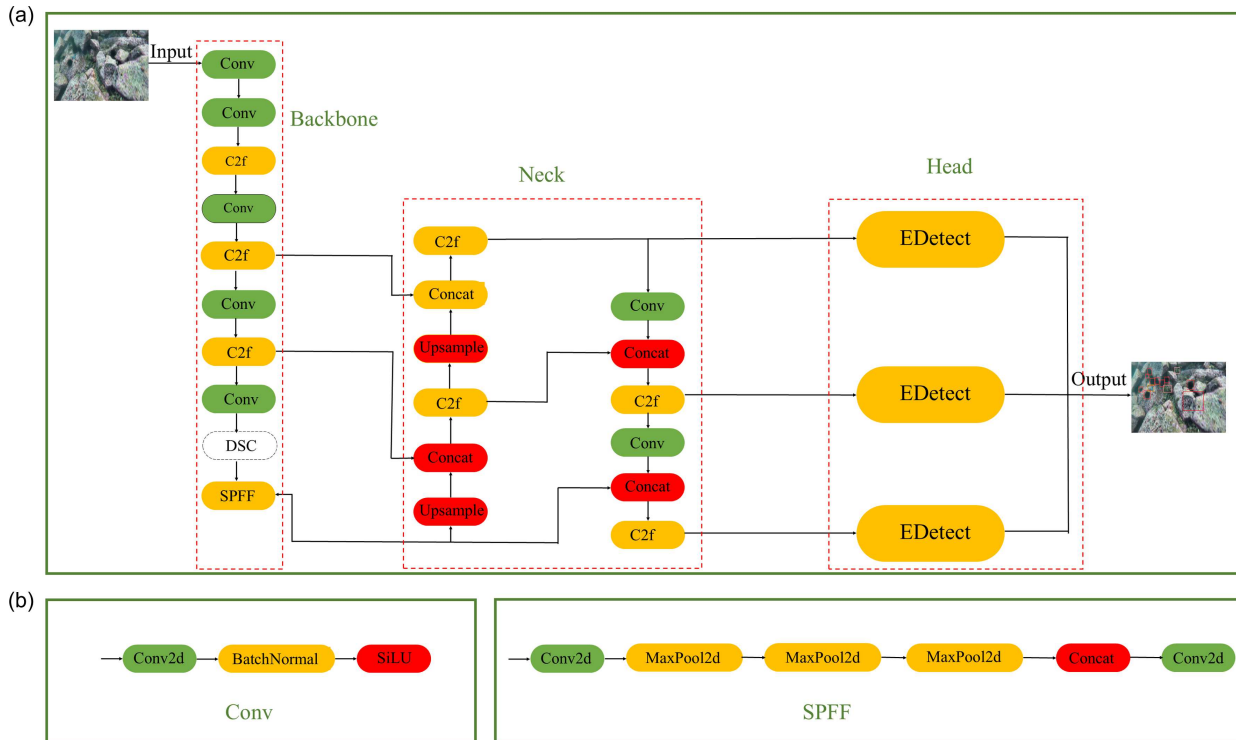 (a)
Input
Conv
Conv
C2f
Conv
C2f
Conv
C2f
Conv
DSC
SPFF
Backbone
Neck
C2f
Concat
Upsample
C2f
Concat
Upsample
Conv
Concat
C2f
Conv
Concat
C2f
Head
EDetect
EDetect
EDetect
Output
(b)
Conv2d
BatchNormal
SiLU
Conv
Conv2d
MaxPool2d
MaxPool2d
MaxPool2d
Concat
Conv2d
SPFF